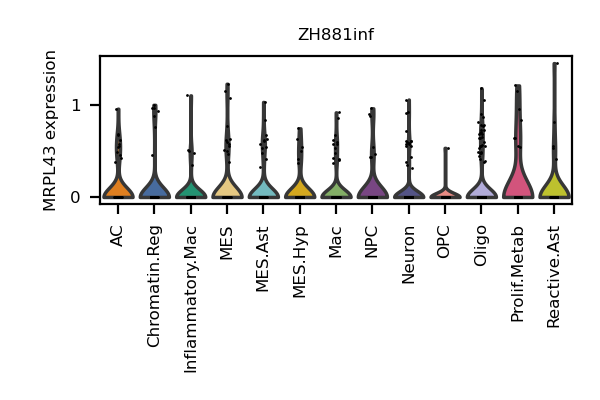 ZH881inf
MRPL43 expression
1
0
AC
Chromatin.Reg
Inflammatory.Mac
MES
MES.Ast
MES.Hyp
Mac
NPC
Neuron
OPC
Oligo
Prolif.Metab
Reactive.Ast